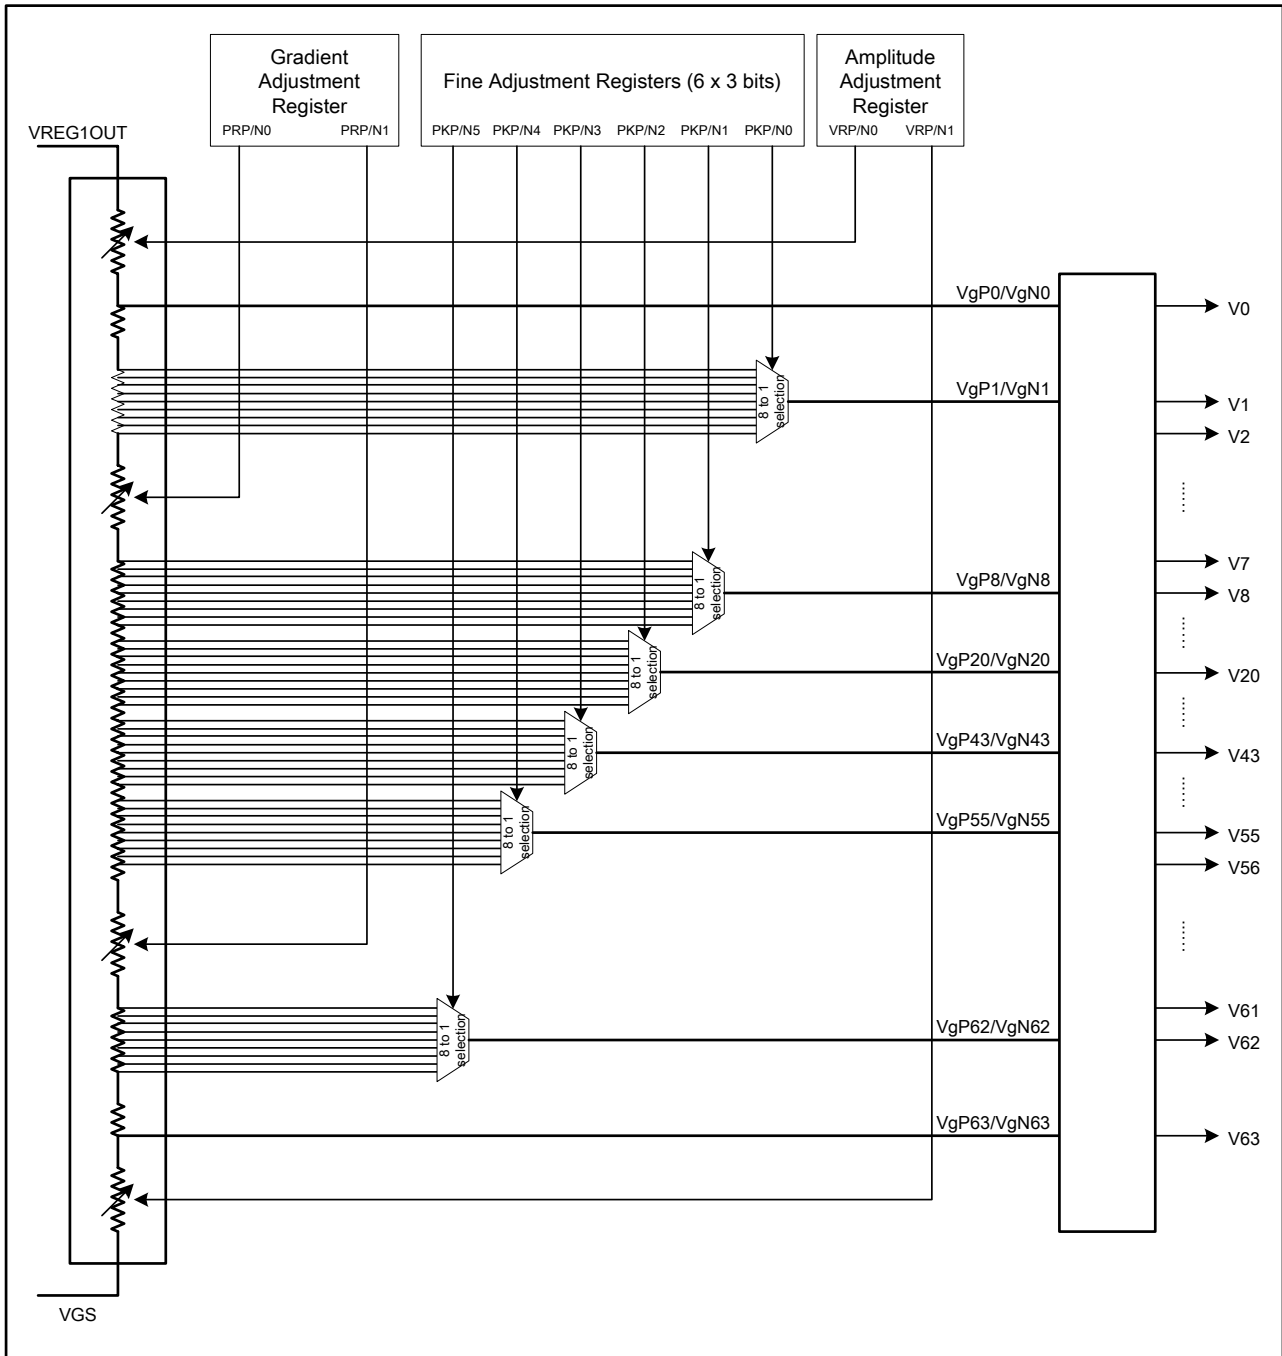 Gradient
Adjustment
Register
PRP/N0 PRP/N1
Fine Adjustment Registers (6 x 3 bits)
PKP/N5 PKP/N4 PKP/N3 PKP/N2 PKP/N1 PKP/N0
Amplitude
Adjustment
Register
VRP/N0 VRP/N1
VREG1OUT
VgP0/VgN0
V0
8 to 1
selection
VgP1/VgN1
V1
V2
V7
8 to 1
selection
VgP8/VgN8
V8
8 to 1
selection
VgP20/VgN20
V20
8 to 1
selection
VgP43/VgN43
V43
8 to 1
selection
VgP55/VgN55
V55
V56
V61
8 to 1
selection
VgP62/VgN62
V62
VgP63/VgN63
V63
VGS